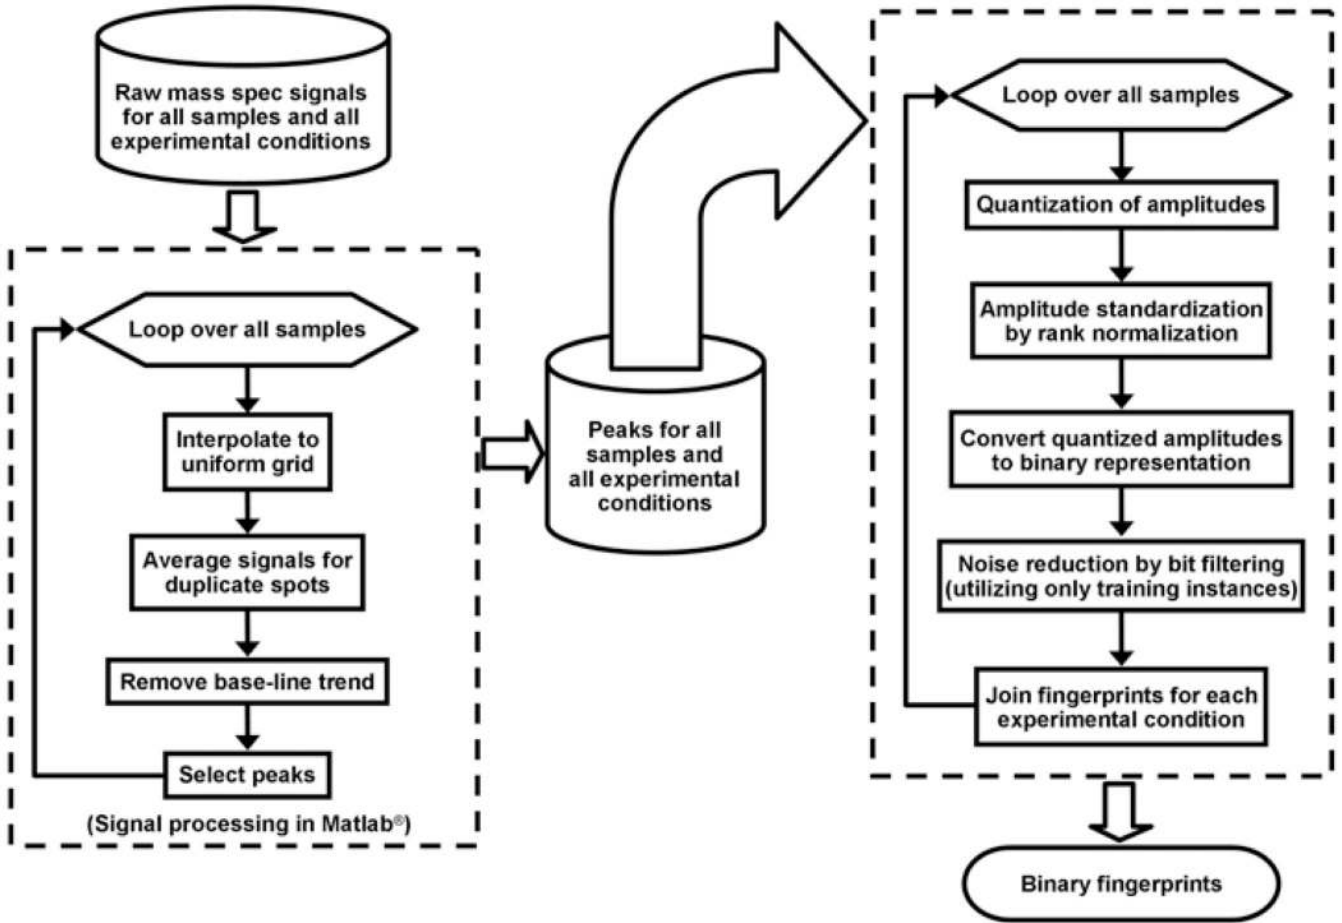 Raw mass spec signals
for all samples and all
experimental conditions
Loop over all samples
Interpolate to
uniform grid
Average signals for
duplicate spots
Remove base-line trend
Select peaks
(Signal processing in Matlab®)
Peaks for all
samples and
all experimental
conditions
Loop over all samples
Quantization of amplitudes
Amplitude standardization
by rank normalization
Convert quantized amplitudes
to binary representation
Noise reduction by bit filtering
(utilizing only training instances)
Join fingerprints for each
experimental condition
Binary fingerprints